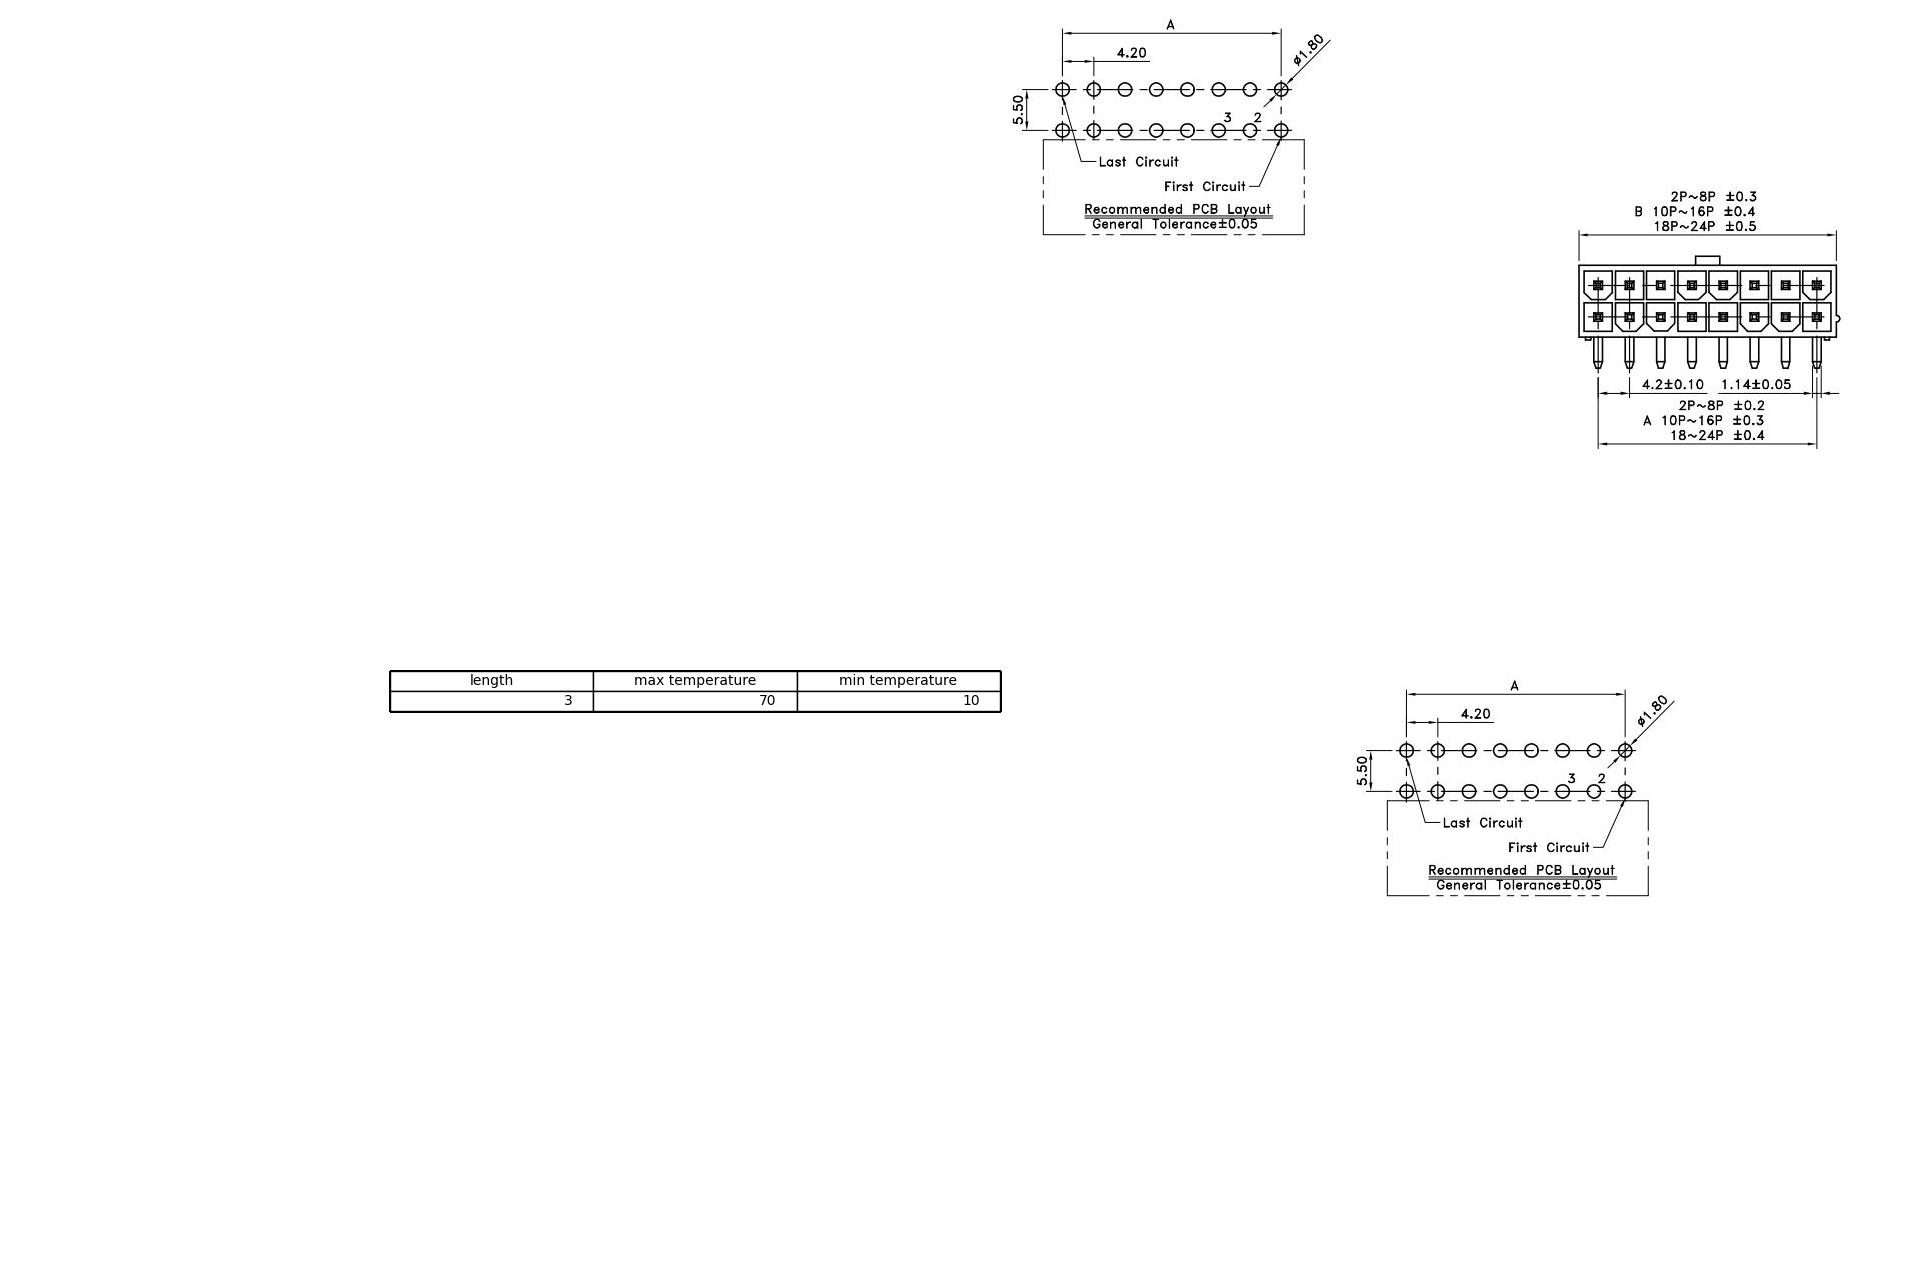 A
4.20
ø1.80
5.50
3 2
Last Circuit
First Circuit
Recommended PCB Layout
General Tolerance±0.05
2P~8P ±0.3
B 10P~16P ±0.4
18P~24P ±0.5
4.2±0.10 1.14±0.05
2P~8P ±0.2
A 10P~16P ±0.3
18~24P ±0.4
length max temperature min temperature
3 70 10
A
4.20
ø1.80
5.50
3 2
Last Circuit
First Circuit
Recommended PCB Layout
General Tolerance±0.05